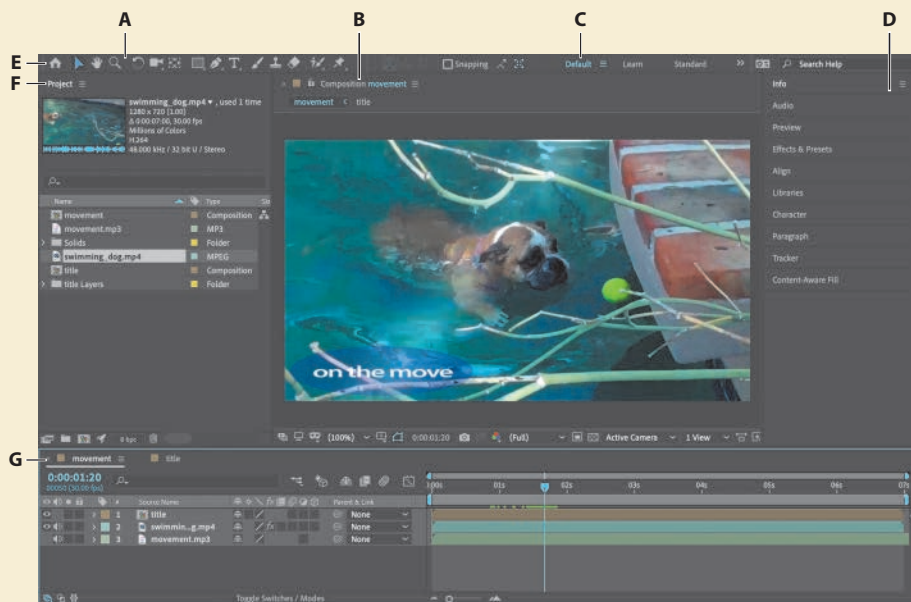 A
B
C
D
E
Snapping
Default
Learn
Standard
Search Help
F
Project
swimming_dog.mp4 ▾ , used 1 time
1280 x 720 (1.00)
Δ 0:00:07:00, 30.00 fps
Millions of Colors
H.264
48.000 kHz / 32 bit U / Stereo
Name
Type
movement
Composition
movement.mp3
MP3
Solids
Folder
swimming_dog.mp4
MPEG
title
Composition
title Layers
Folder
8 bpc
Composition movement
movement < title
on the move
(100%)
0:00:01:20
(Full)
Active Camera
1 View
Info
Audio
Preview
Effects & Presets
Align
Libraries
Character
Paragraph
Tracker
Content-Aware Fill
G
movement
title
0:00:01:20
00050 (30.00 fps)
# Source Name
Parent & Link
1 title
None
2 swimmin...g.mp4
None
3 movement.mp3
None
01s 02s 03s 04s 05s 06s 07s
Toggle Switches / Modes